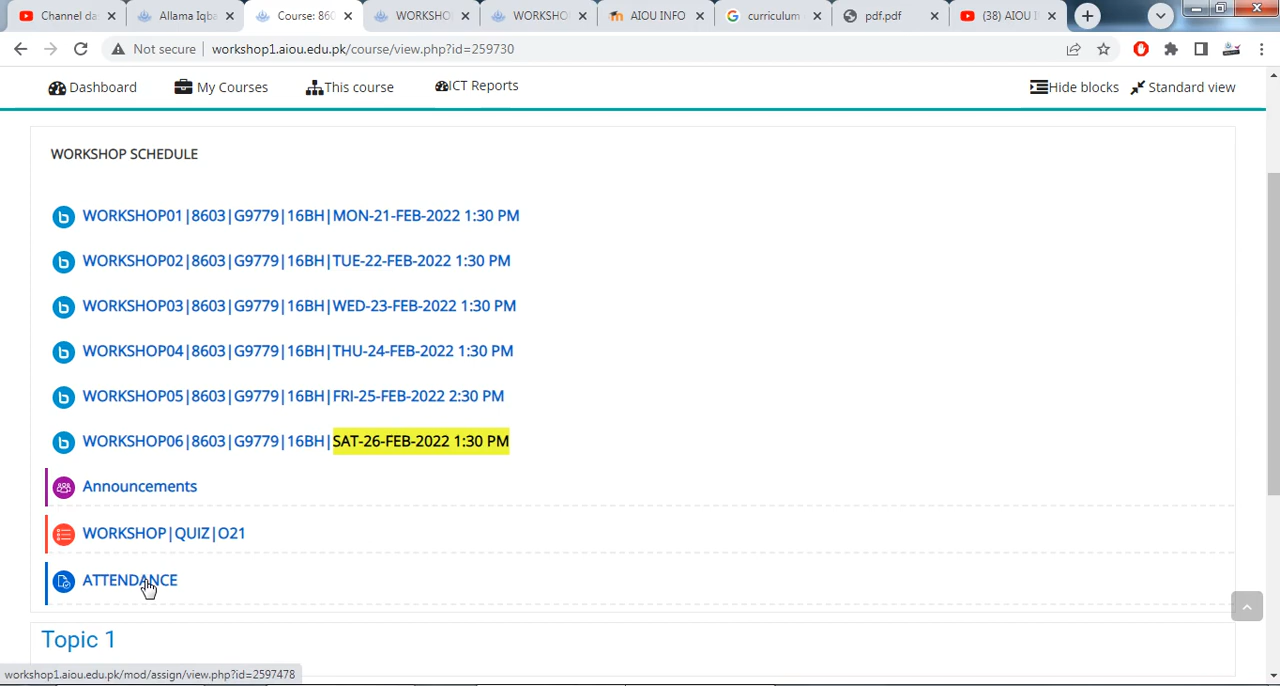 Channel da
Allama Iqba
Course: 860
WORKSHO
WORKSHO
AIOU INFO
curriculum
pdf.pdf
(38) AIOU I
Not secure
workshop1.aiou.edu.pk/course/view.php?id=259730
Dashboard
My Courses
This course
ICT Reports
Hide blocks
Standard view
WORKSHOP SCHEDULE
WORKSHOP01|8603|G9779|16BH|MON-21-FEB-2022 1:30 PM
WORKSHOP02|8603|G9779|16BH|TUE-22-FEB-2022 1:30 PM
WORKSHOP03|8603|G9779|16BH|WED-23-FEB-2022 1:30 PM
WORKSHOP04|8603|G9779|16BH|THU-24-FEB-2022 1:30 PM
WORKSHOP05|8603|G9779|16BH|FRI-25-FEB-2022 2:30 PM
WORKSHOP06|8603|G9779|16BH|SAT-26-FEB-2022 1:30 PM
Announcements
WORKSHOP|QUIZ|O21
ATTENDANCE
Topic 1
workshop1.aiou.edu.pk/mod/assign/view.php?id=2597478